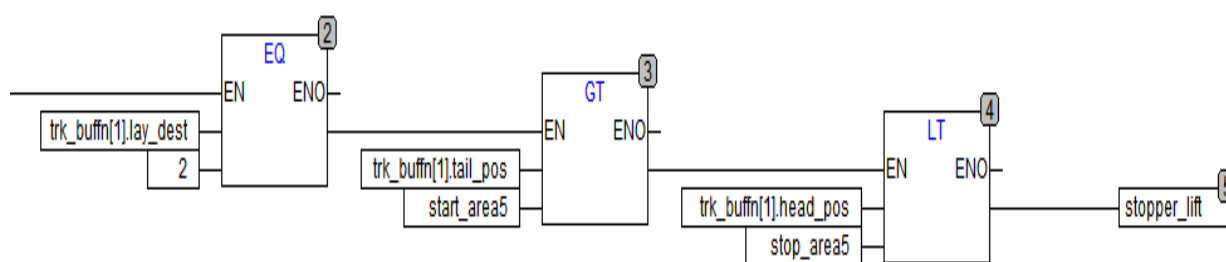 2
EQ
EN ENO
trk_buffn[1].lay_dest
2
3
GT
EN ENO
trk_buffn[1].tail_pos
start_area5
4
LT
EN ENO
trk_buffn[1].head_pos
stop_area5
5
stopper_lift